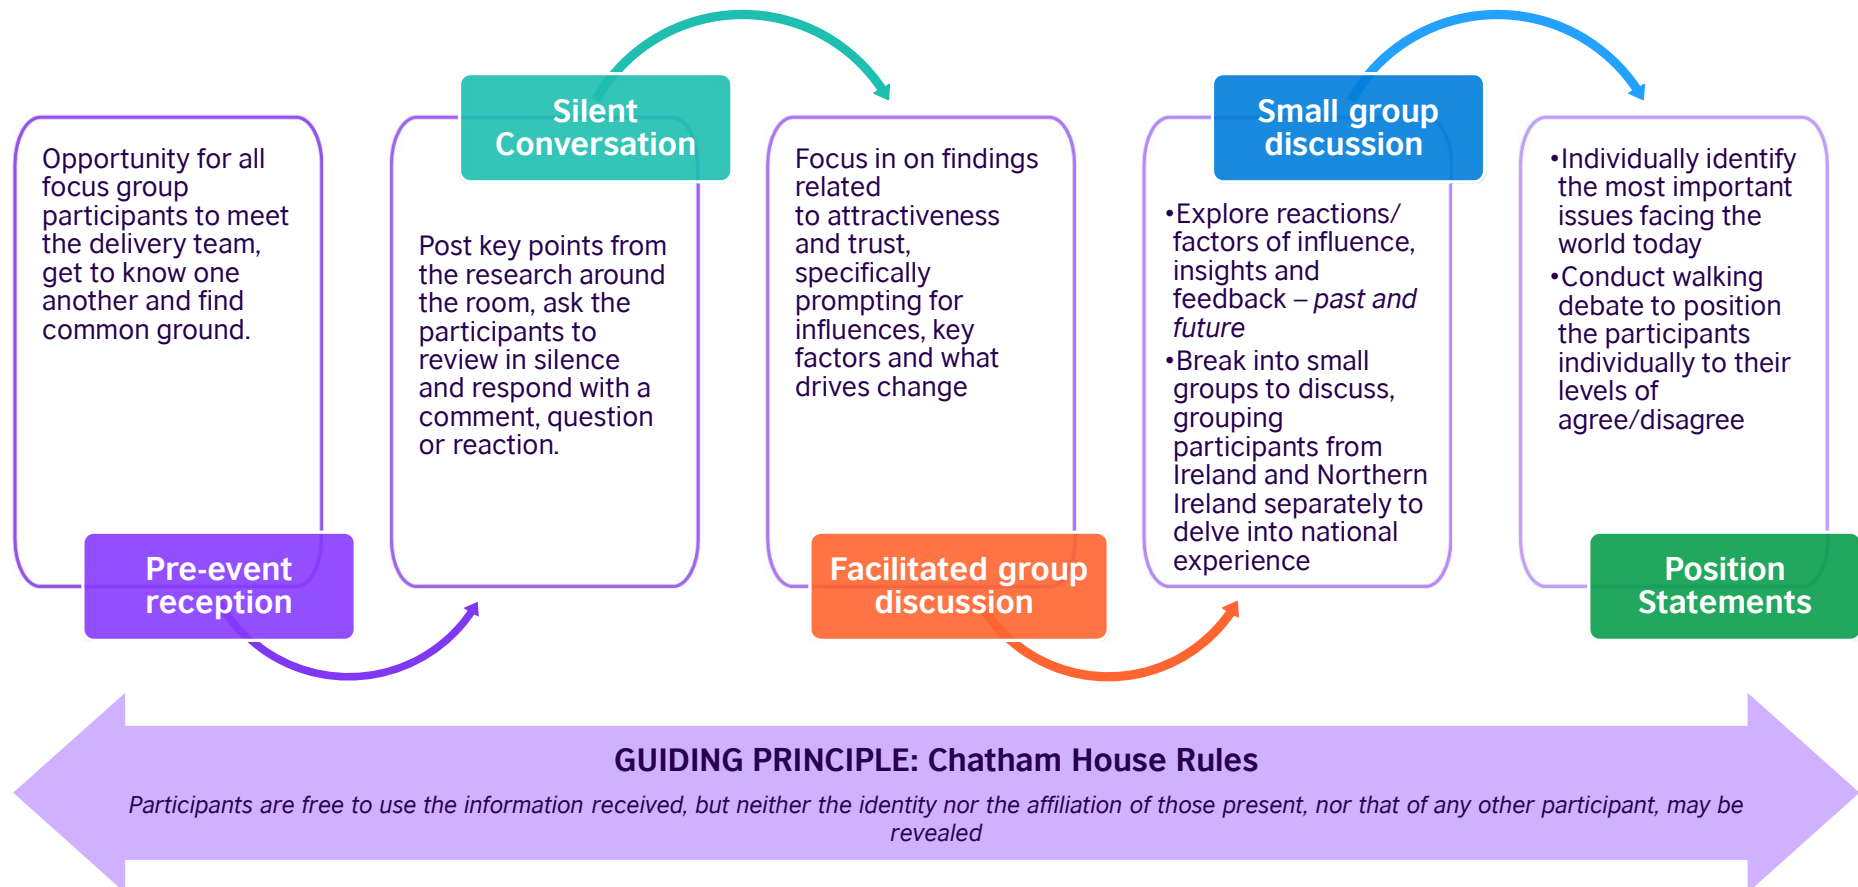 Opportunity for all
focus group
participants to meet
the delivery team,
get to know one
another and find
common ground.
Pre-event
reception
Silent
Conversation
Post key points from
the research around
the room, ask the
participants to
review in silence
and respond with a
comment, question
or reaction.
Focus in on findings
related
to attractiveness
and trust,
specifically
prompting for
influences, key
factors and what
drives change
Facilitated group
discussion
Small group
discussion
•Explore reactions/
factors of influence,
insights and
feedback – past and
future
•Break into small
groups to discuss,
grouping
participants from
Ireland and Northern
Ireland separately to
delve into national
experience
•Individually identify
the most important
issues facing the
world today
•Conduct walking
debate to position
the participants
individually to their
levels of
agree/disagree
Position
Statements
GUIDING PRINCIPLE: Chatham House Rules
Participants are free to use the information received, but neither the identity nor the affiliation of those present, nor that of any other participant, may be
revealed